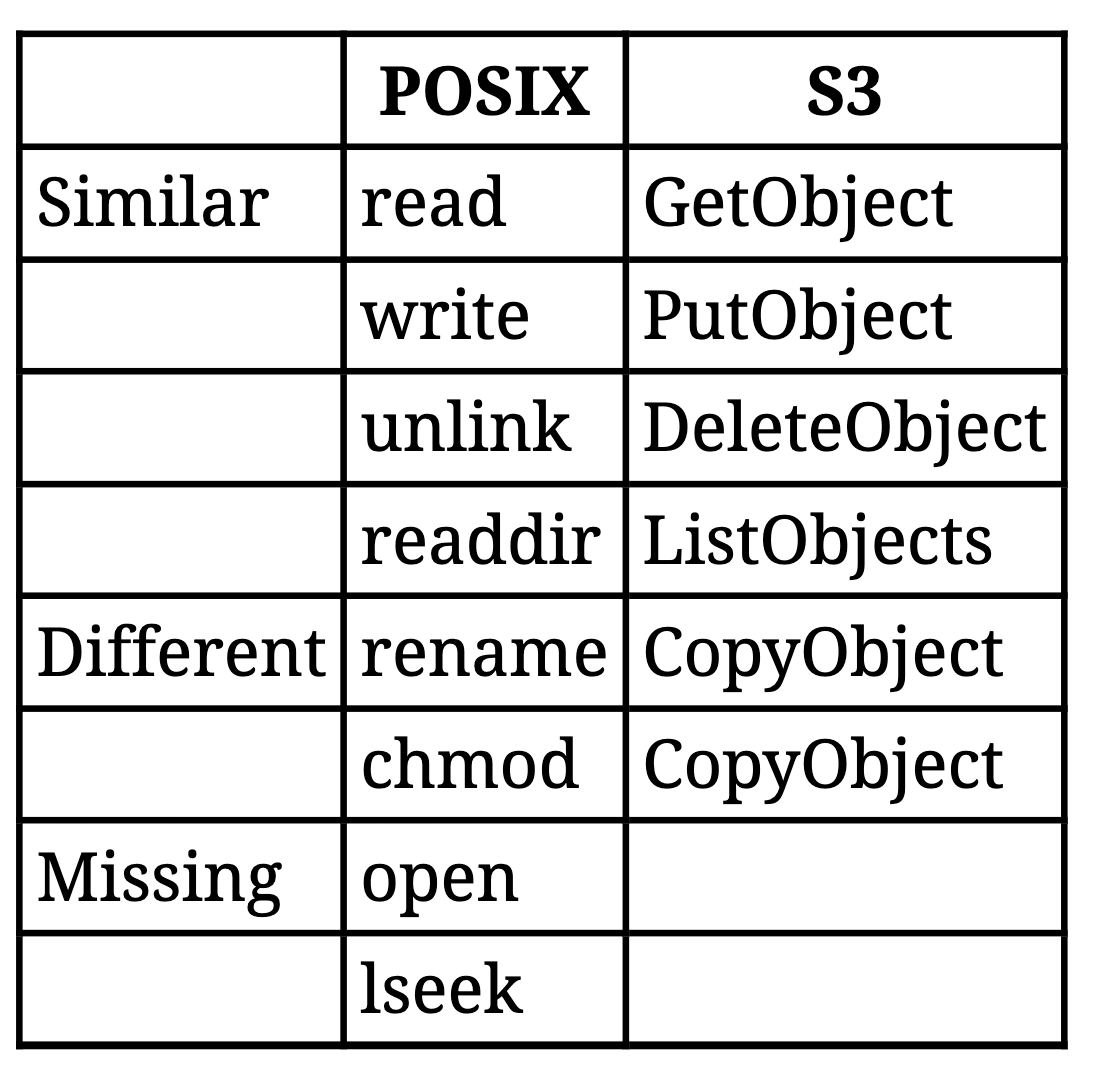 POSIX S3
Similar read GetObject
write PutObject
unlink DeleteObject
readdir ListObjects
Different rename CopyObject
chmod CopyObject
Missing open
lseek